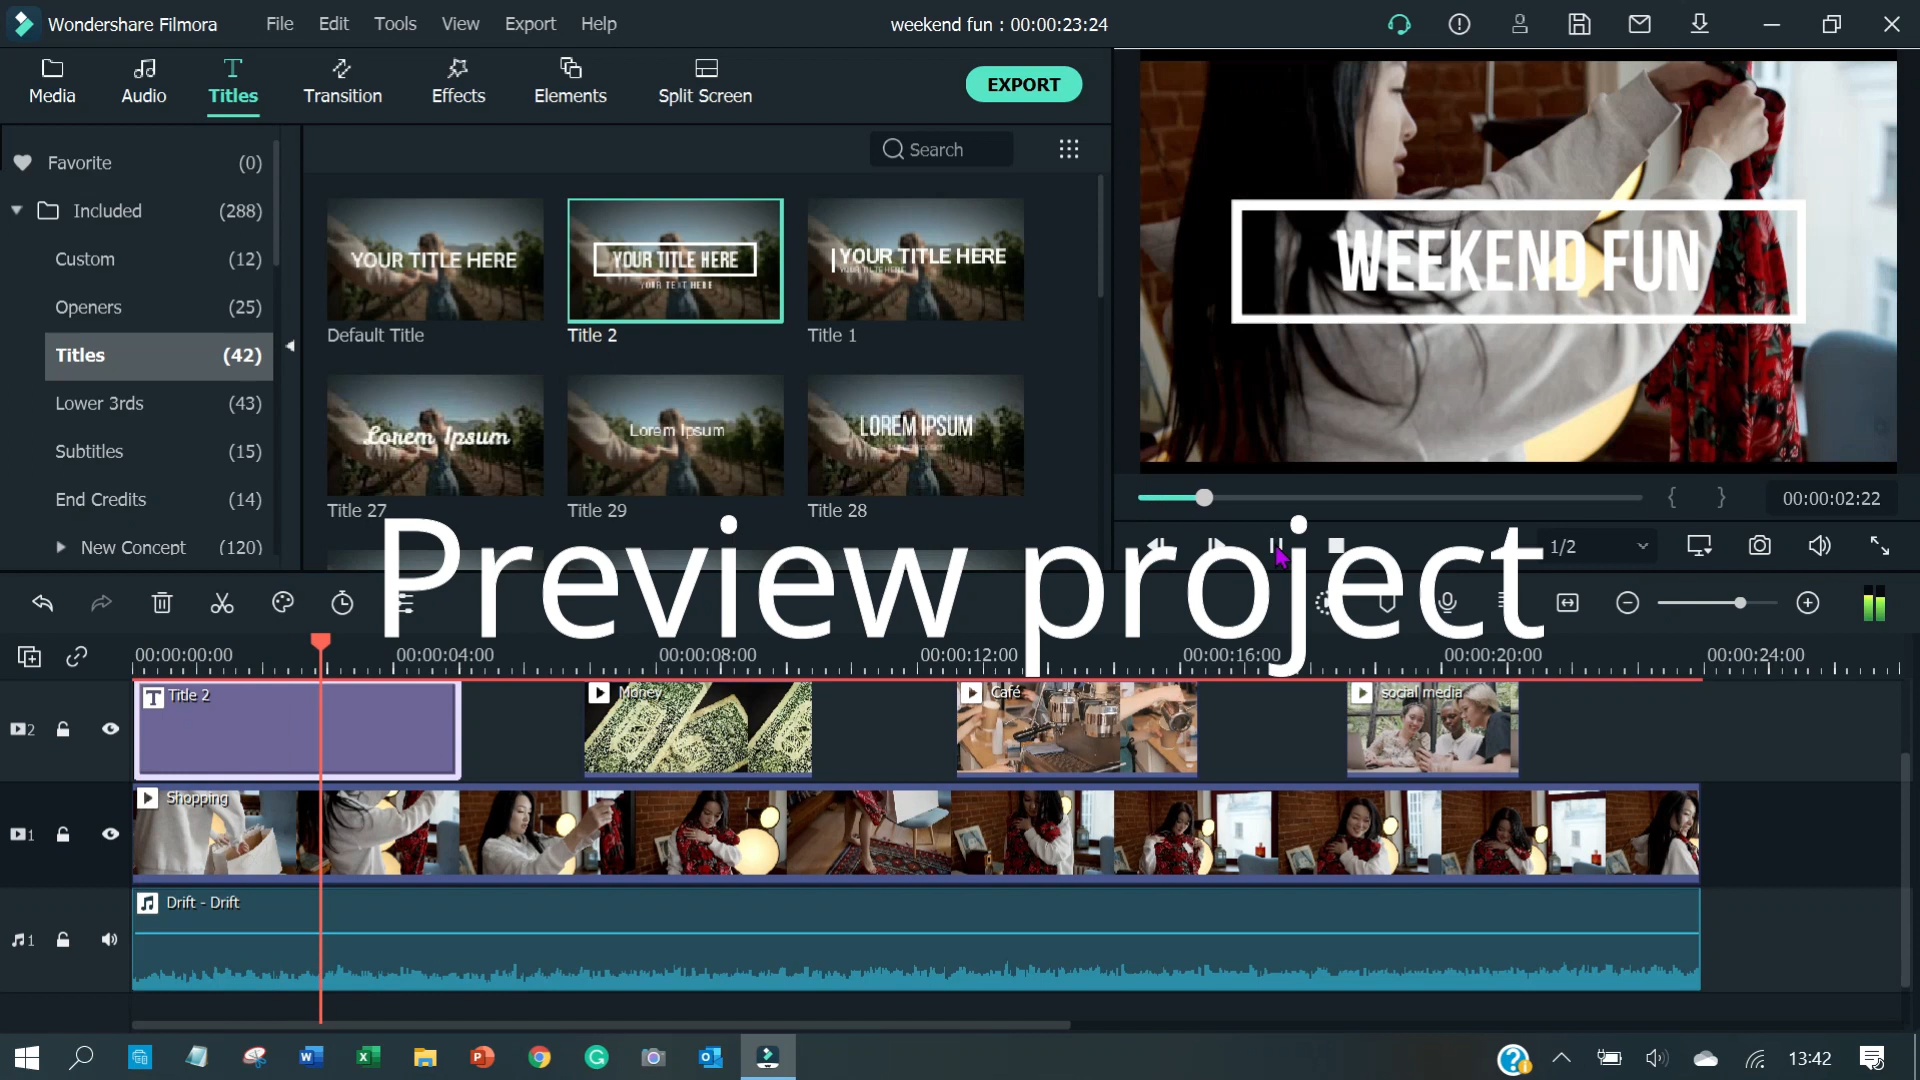 Wondershare Filmora
File Edit Tools View Export Help
weekend fun : 00:00:23:24
Media Audio Titles Transition Effects Elements Split Screen
EXPORT
Favorite (0)
Included (288)
Custom (12)
Openers (25)
Titles (42)
Lower 3rds (43)
Subtitles (15)
End Credits (14)
New Concept (120)
Search
YOUR TITLE HERE
Default Title
YOUR TITLE HERE
YOUR TEXT HERE
Title 2
YOUR TITLE HERE
Title 1
Lorem Ipsum
Title 27
Lorem Ipsum
Title 29
LOREM IPSUM
Title 28
WEEKEND FUN
00:00:02:22
1/2
Preview project
00:00:00:00 00:00:04:00 00:00:08:00 00:00:12:00 00:00:16:00 00:00:20:00 00:00:24:00
2
Title 2
Money
Café
social media
1
Shopping
1
Drift - Drift
13:42